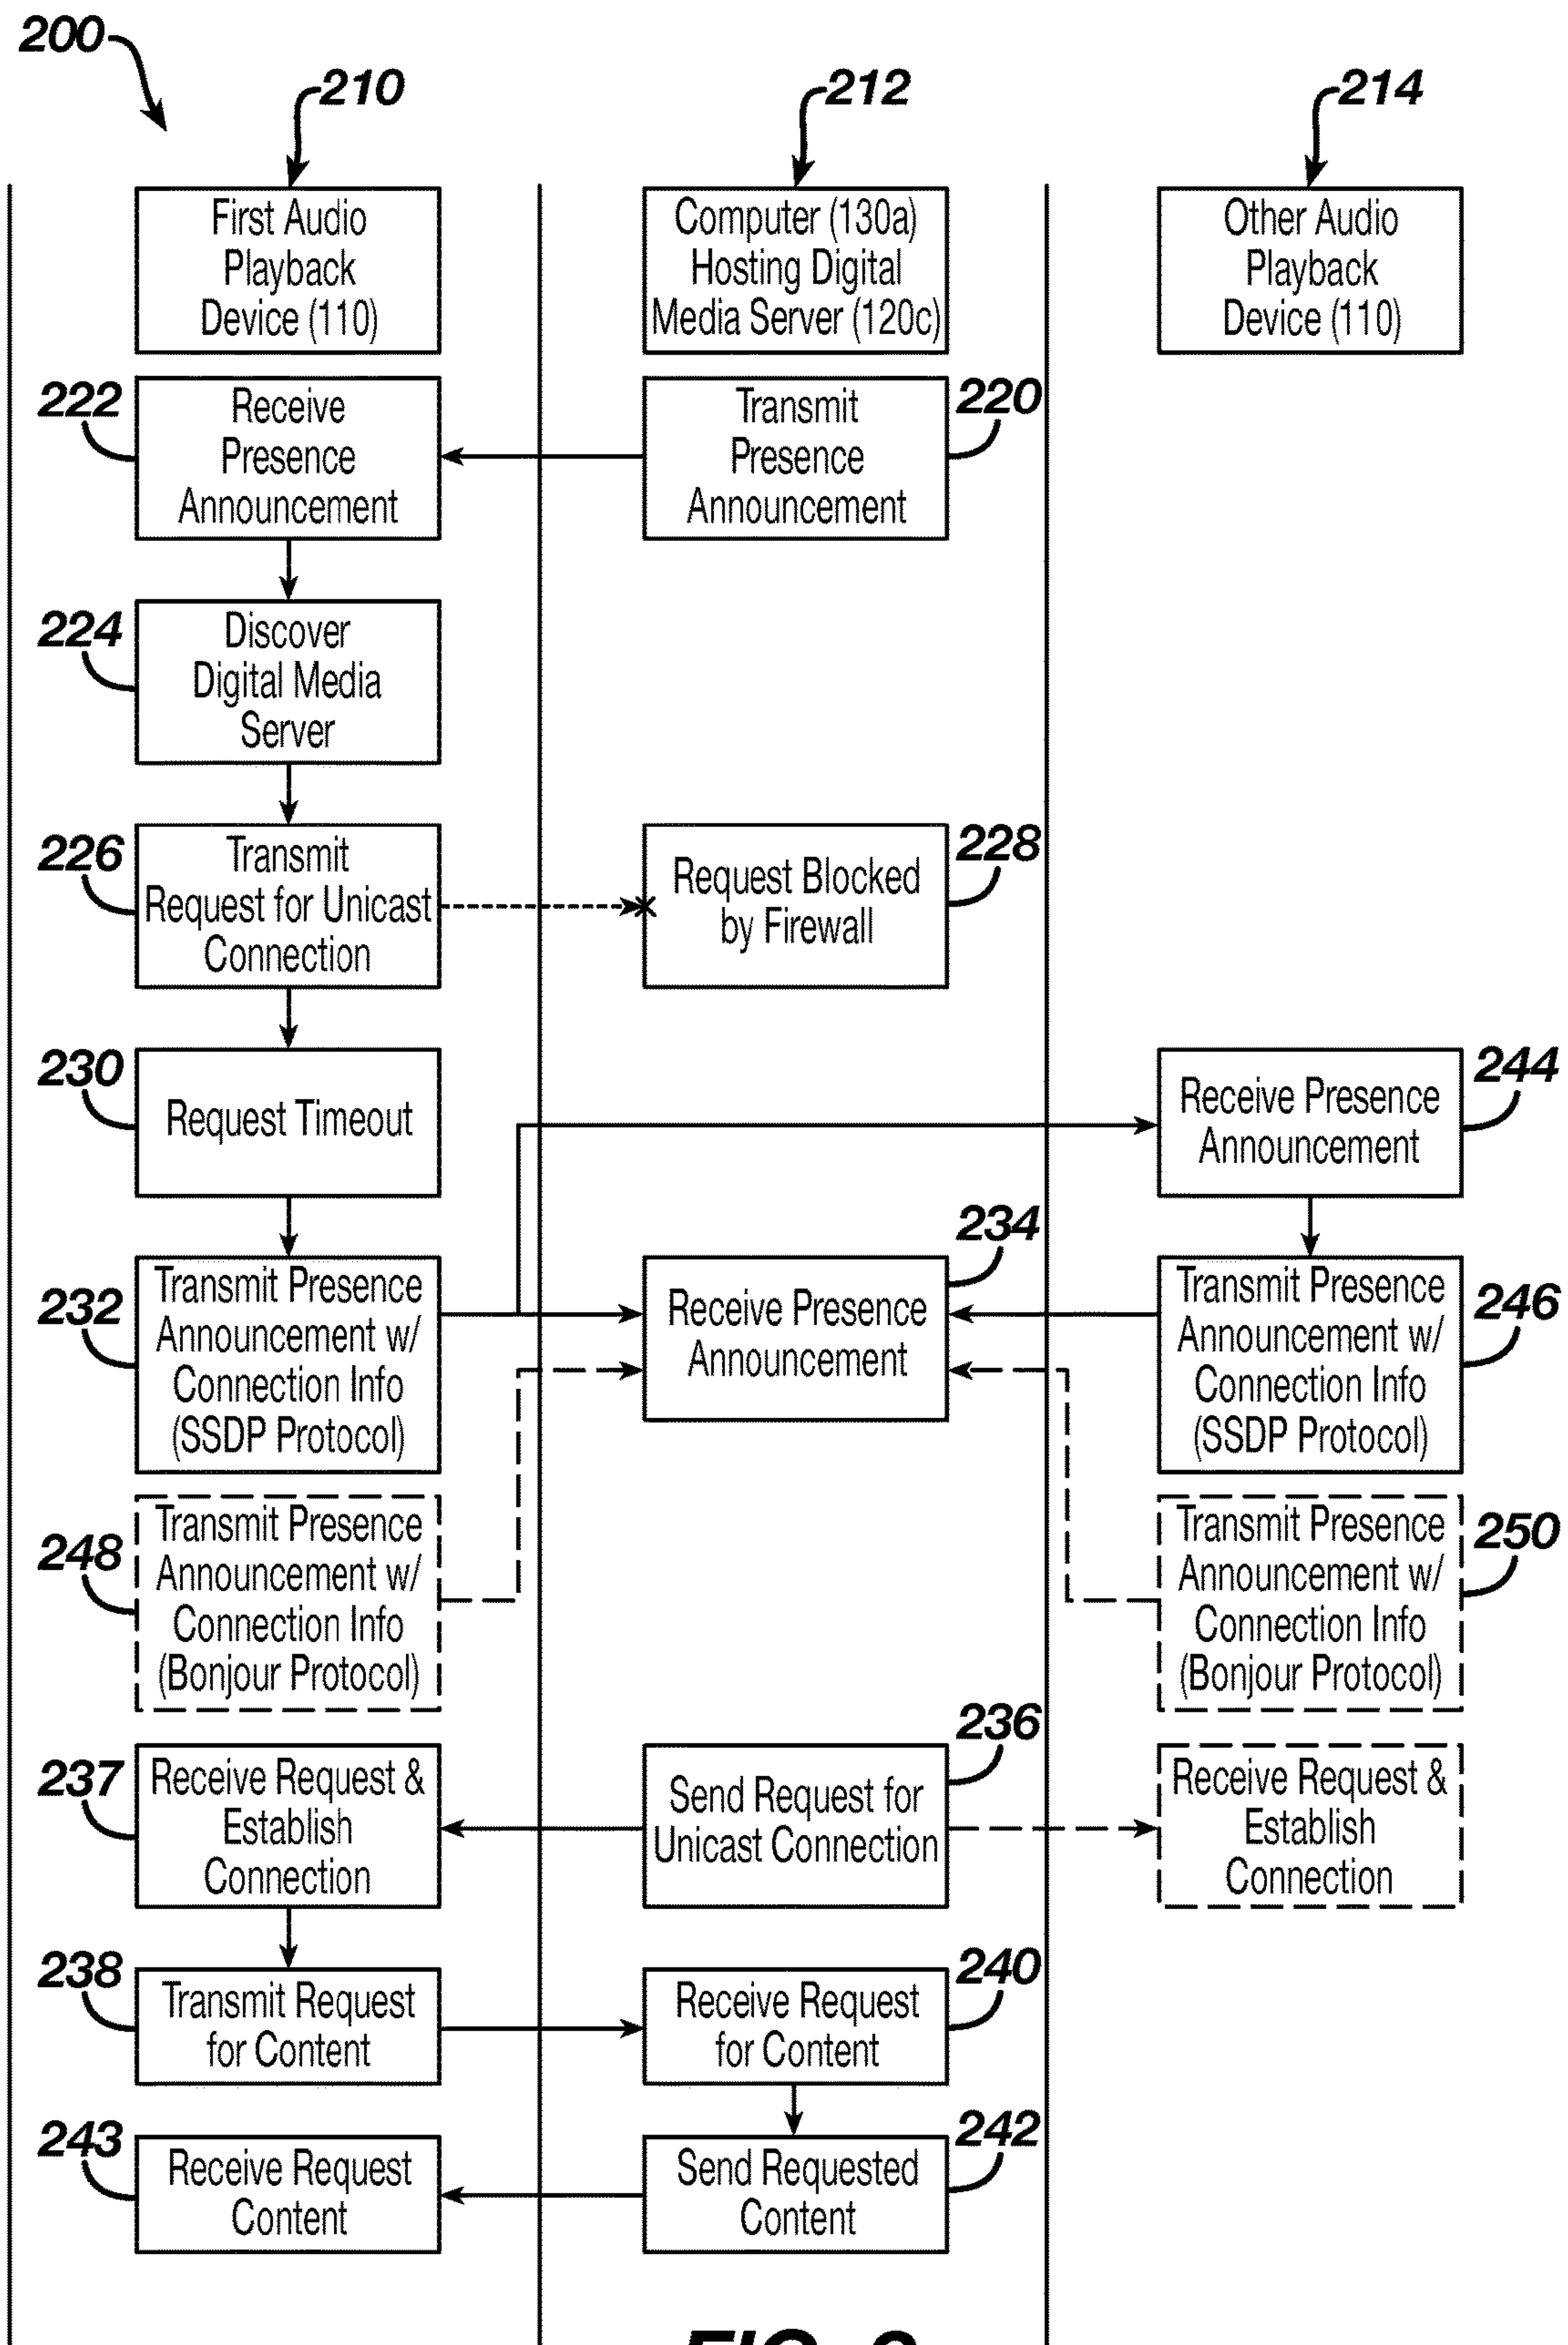 200
210
212
214
First Audio
Playback
Device (110)
Computer (130a)
Hosting Digital
Media Server (120c)
Other Audio
Playback
Device (110)
222
Receive
Presence
Announcement
Transmit
Presence
Announcement
220
224
Discover
Digital Media
Server
226
Transmit
Request for Unicast
Connection
Request Blocked
by Firewall
228
230
Request Timeout
Receive Presence
Announcement
244
232
Transmit Presence
Announcement w/
Connection Info
(SSDP Protocol)
234
Receive Presence
Announcement
Transmit Presence
Announcement w/
Connection Info
(SSDP Protocol)
246
248
Transmit Presence
Announcement w/
Connection Info
(Bonjour Protocol)
Transmit Presence
Announcement w/
Connection Info
(Bonjour Protocol)
250
237
Receive Request &
Establish
Connection
236
Send Request for
Unicast Connection
Receive Request &
Establish
Connection
238
Transmit Request
for Content
Receive Request
for Content
240
243
Receive Request
Content
Send Requested
Content
242